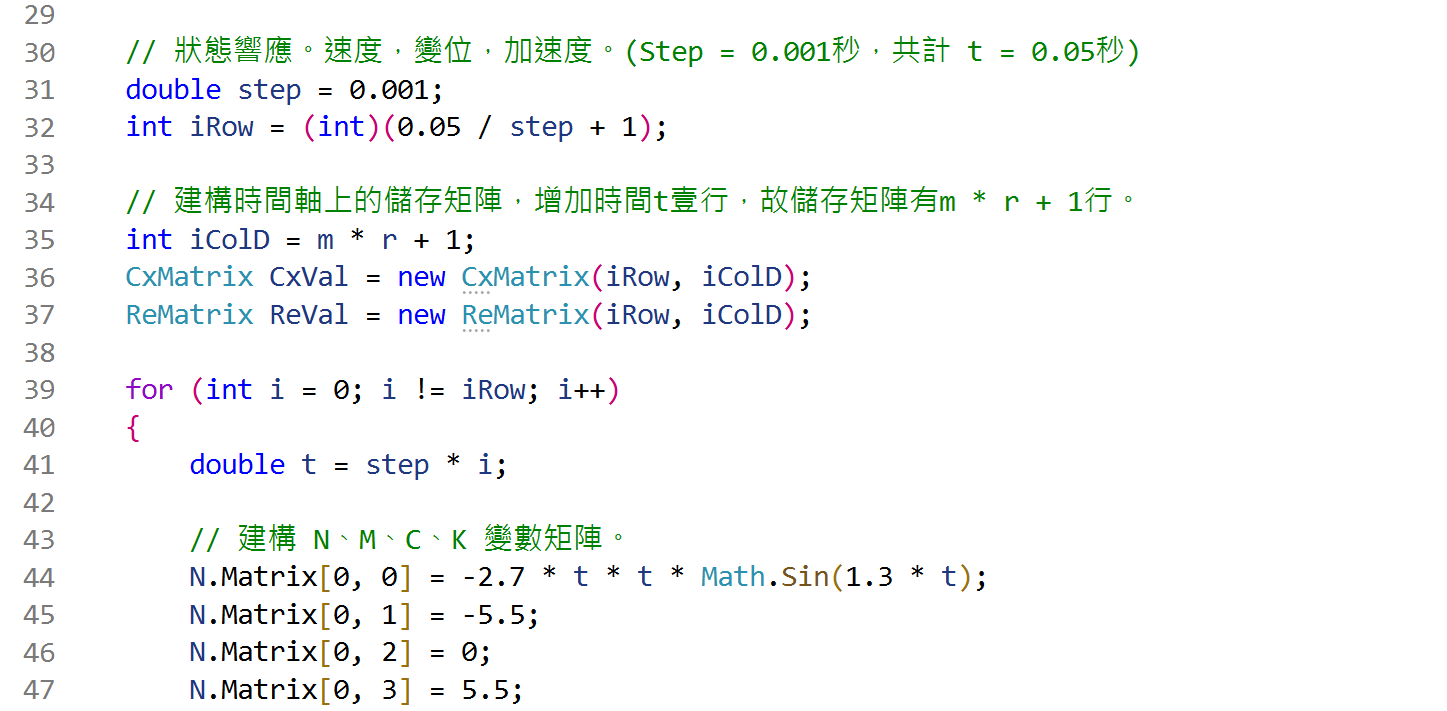 29
30 // 狀態響應。速度，變位，加速度。(Step = 0.001秒，共計 t = 0.05秒)
31 double step = 0.001;
32 int iRow = (int)(0.05 / step + 1);
33
34 // 建構時間軸上的儲存矩陣，增加時間t壹行，故儲存矩陣有m * r + 1行。
35 int iColD = m * r + 1;
36 CxMatrix CxVal = new CxMatrix(iRow, iColD);
37 ReMatrix ReVal = new ReMatrix(iRow, iColD);
38
39 for (int i = 0; i != iRow; i++)
40 {
41 double t = step * i;
42
43 // 建構 N、M、C、K 變數矩陣。
44 N.Matrix[0, 0] = -2.7 * t * t * Math.Sin(1.3 * t);
45 N.Matrix[0, 1] = -5.5;
46 N.Matrix[0, 2] = 0;
47 N.Matrix[0, 3] = 5.5;